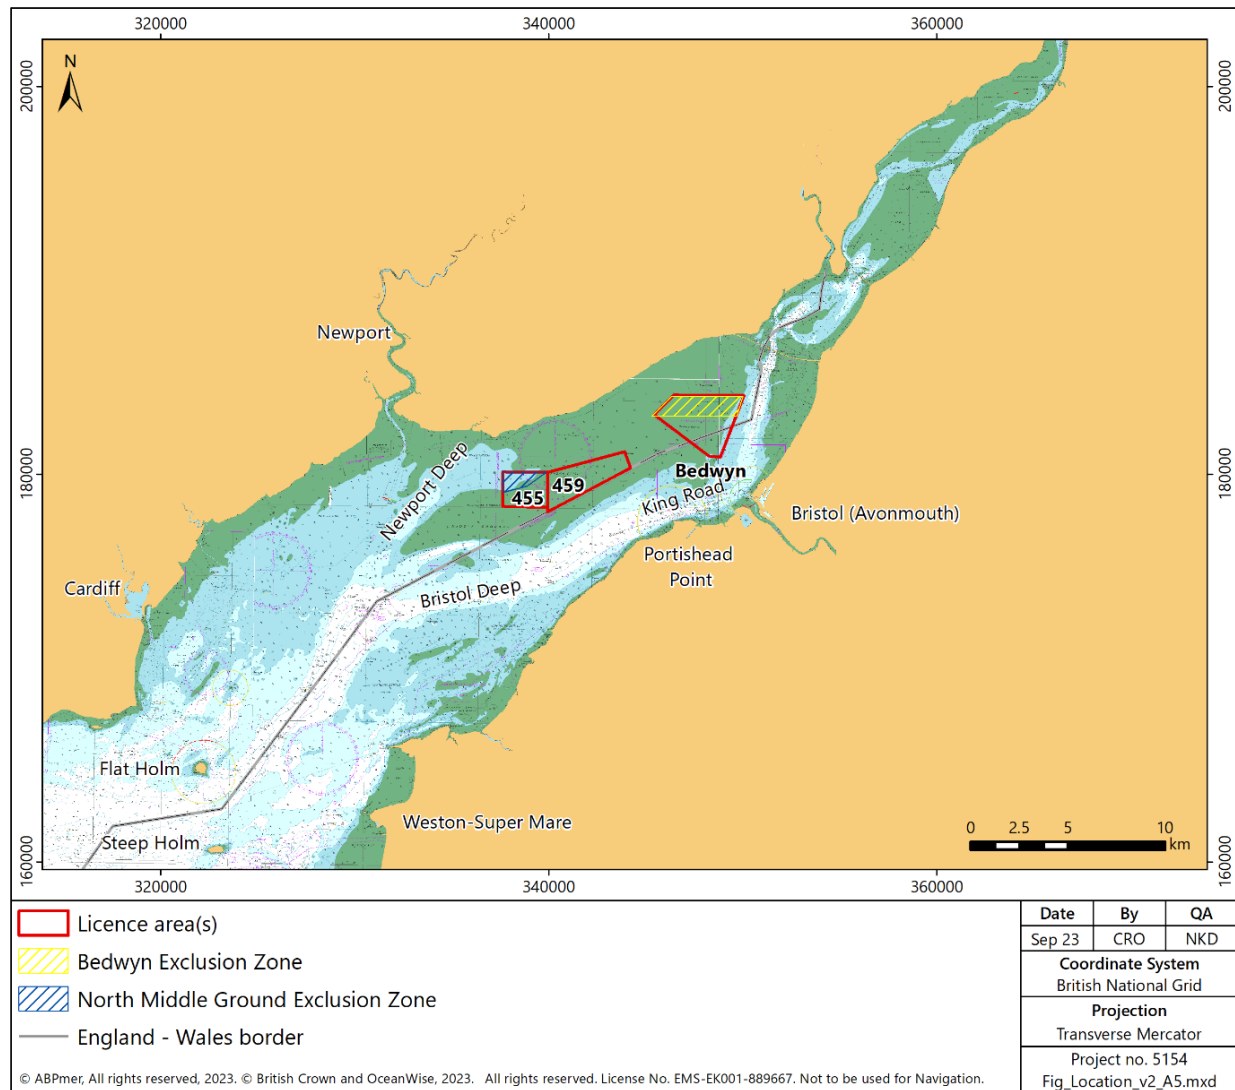 320000
340000
360000
N
200000
200000
Newport
180000
180000
Newport Deep
Bedwyn
459
455
King Road
Bristol (Avonmouth)
Portishead
Point
Cardiff
Bristol Deep
Flat Holm
Weston-Super Mare
Steep Holm
0 2.5 5 10
km
160000
160000
320000
340000
360000
Licence area(s)
Bedwyn Exclusion Zone
North Middle Ground Exclusion Zone
England - Wales border
© ABPmer, All rights reserved, 2023. © British Crown and OceanWise, 2023. All rights reserved. License No. EMS-EK001-889667. Not to be used for Navigation.
Date By QA
Sep 23 CRO NKD
Coordinate System
British National Grid
Projection
Transverse Mercator
Project no. 5154
Fig_Location_v2_A5.mxd